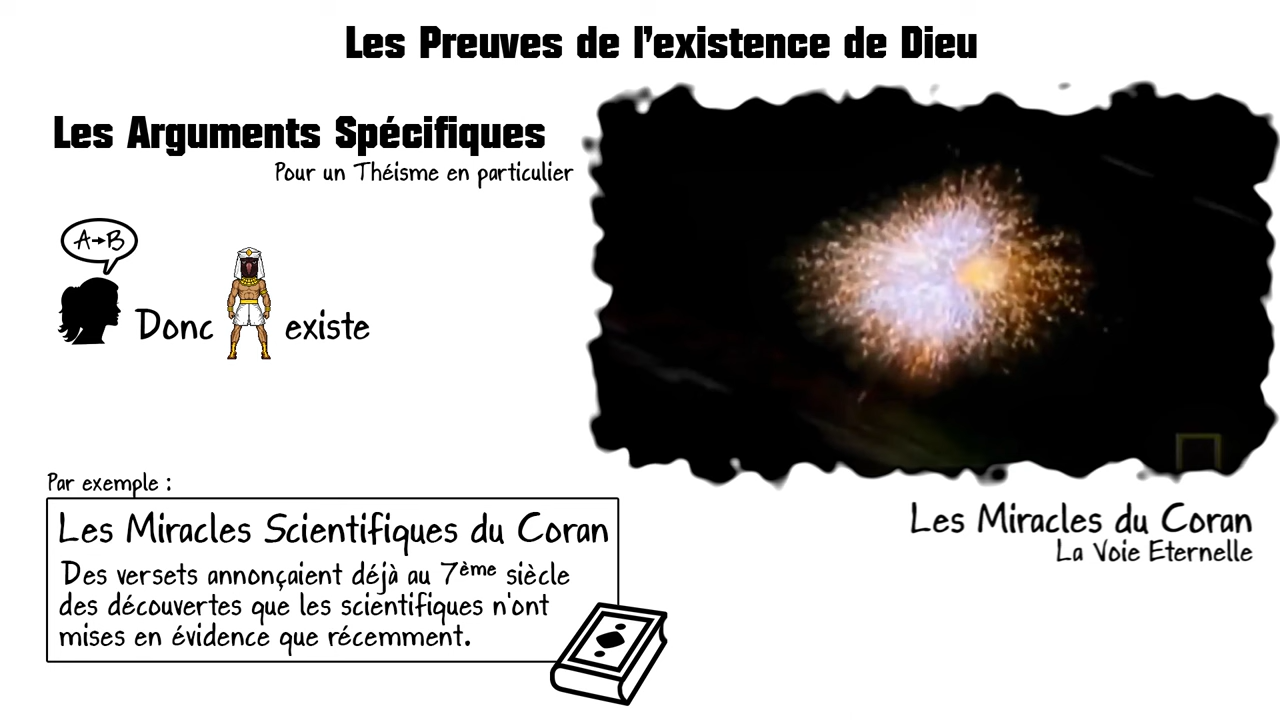 Les Preuves de l'existence de Dieu
Les Arguments Spécifiques
Pour un Théisme en particulier
A→B
Donc existe
Par exemple :
Les Miracles Scientifiques du Coran
Des versets annonçaient déjà au 7ème siècle
des découvertes que les scientifiques n'ont
mises en évidence que récemment.
Les Miracles du Coran
La Voie Eternelle